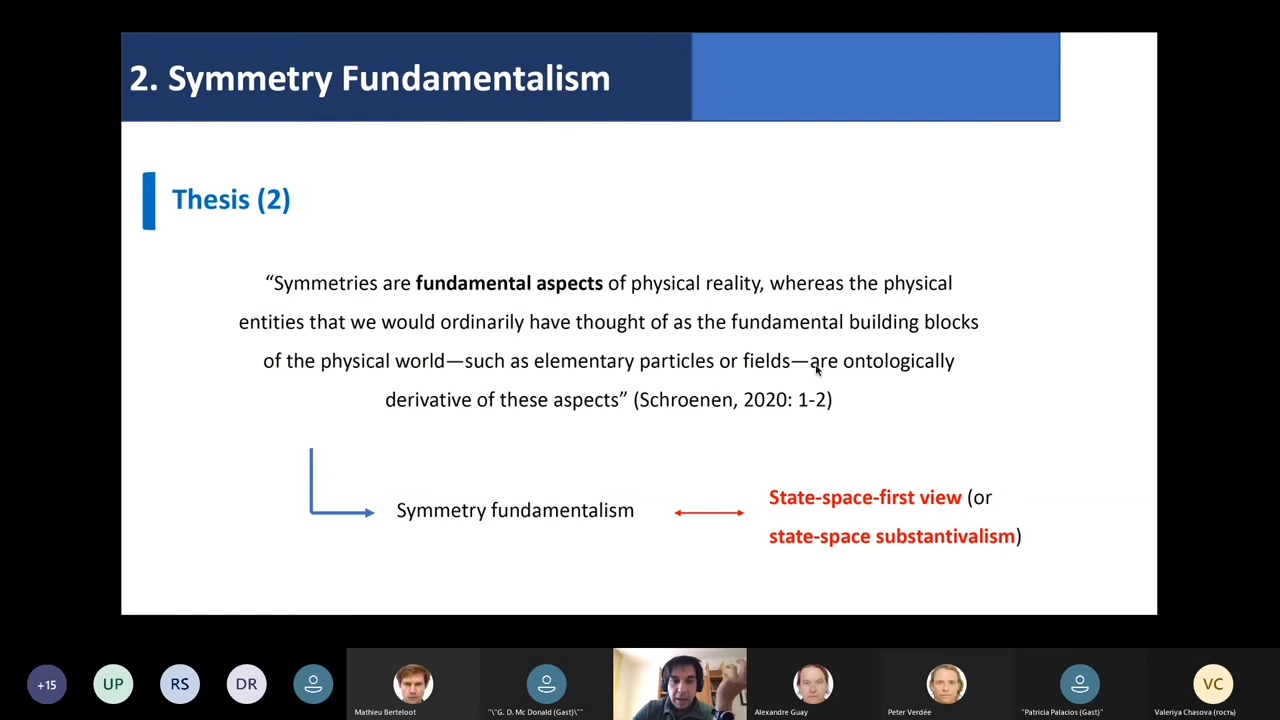 2. Symmetry Fundamentalism
Thesis (2)
“Symmetries are fundamental aspects of physical reality, whereas the physical
entities that we would ordinarily have thought of as the fundamental building blocks
of the physical world—such as elementary particles or fields—are ontologically
derivative of these aspects” (Schroenen, 2020: 1-2)
Symmetry fundamentalism
State-space-first view (or
state-space substantivalism)
+15
UP
RS
DR
VC
Mathieu Berteloot
"\"G. D. Mc Donald (Gast)\""
Alexandre Guay
Peter Verdée
"Patricia Palacios (Gast)"
Valeriya Chasova (гость)